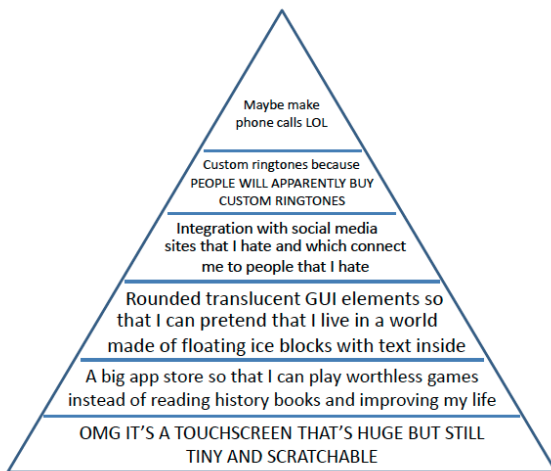 Maybe make
phone calls LOL
Custom ringtones because
PEOPLE WILL APPARENTLY BUY
CUSTOM RINGTONES
Integration with social media
sites that I hate and which connect
me to people that I hate
Rounded translucent GUI elements so
that I can pretend that I live in a world
made of floating ice blocks with text inside
A big app store so that I can play worthless games
instead of reading history books and improving my life
OMG IT'S A TOUCHSCREEN THAT'S HUGE BUT STILL
TINY AND SCRATCHABLE